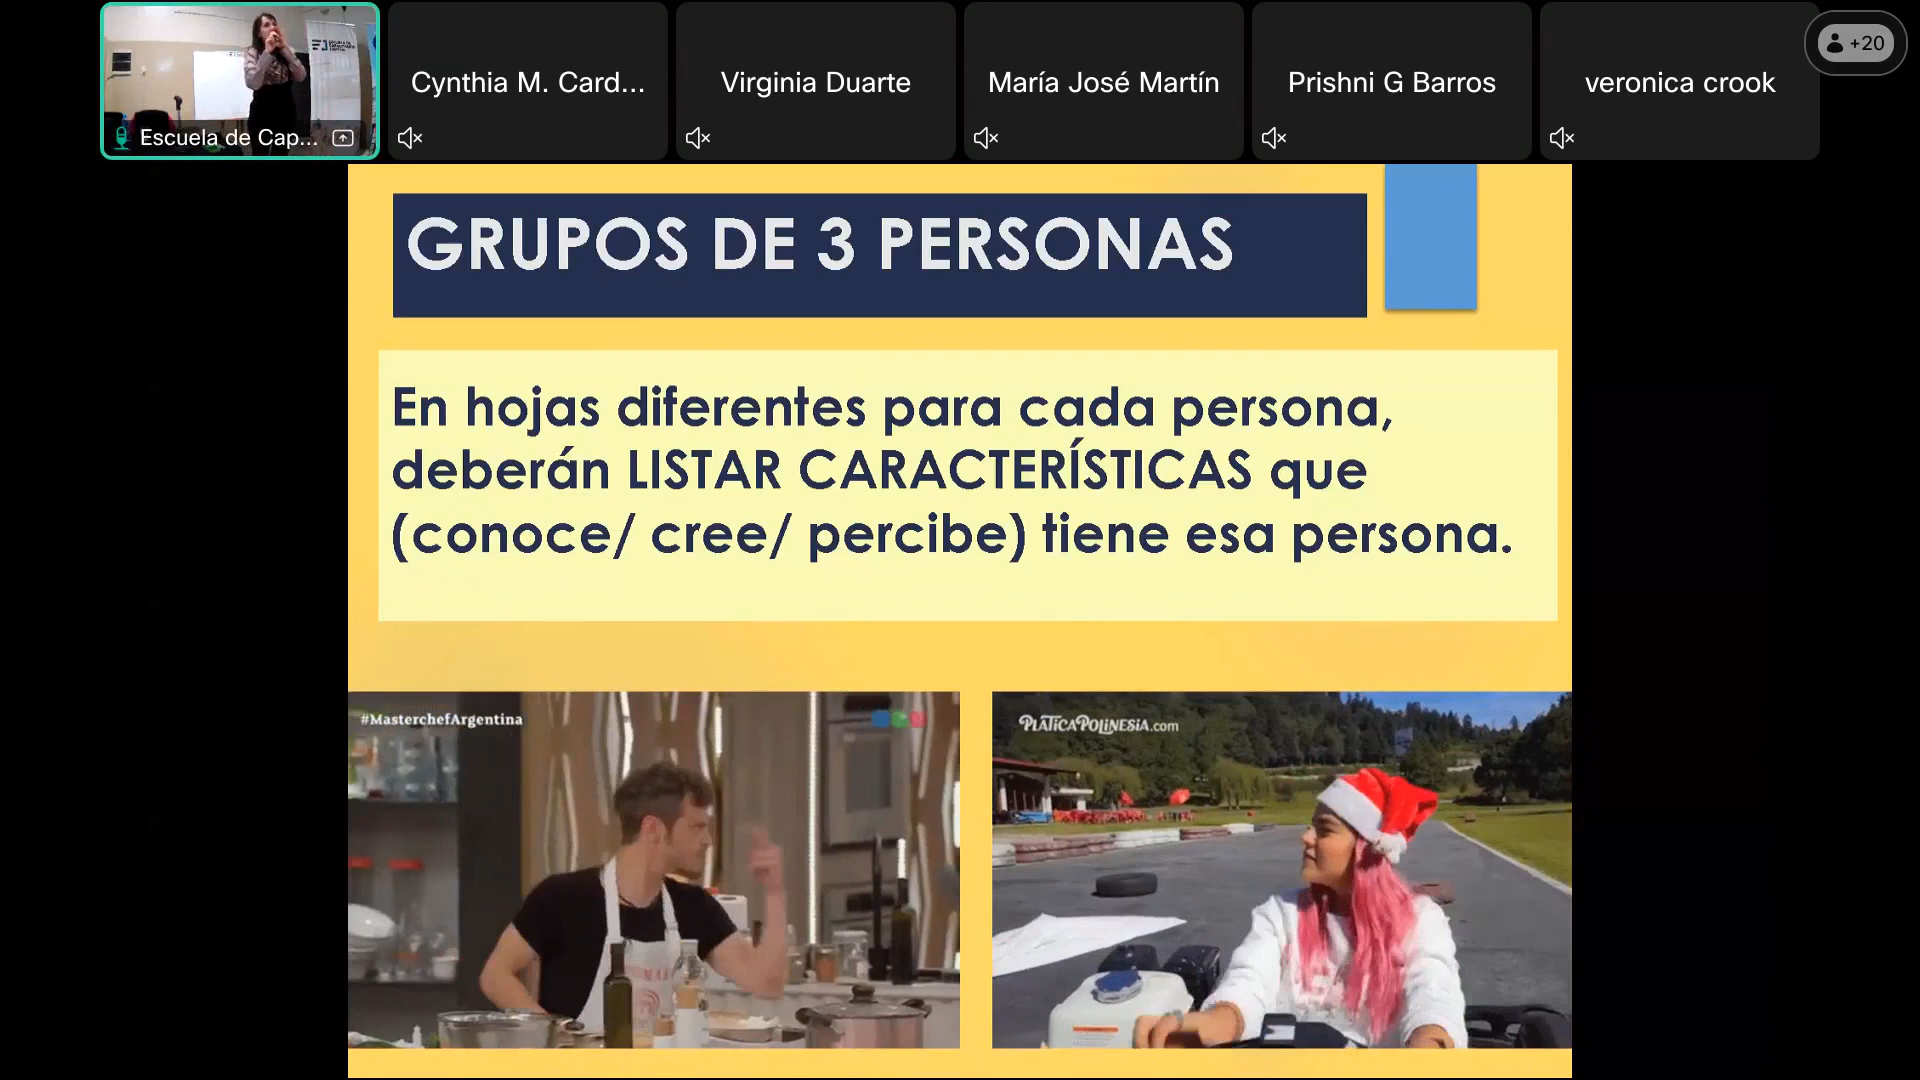 Escuela de Cap...
Cynthia M. Card...
Virginia Duarte
María José Martín
Prishni G Barros
veronica crook
+20
GRUPOS DE 3 PERSONAS
En hojas diferentes para cada persona,
deberán LISTAR CARACTERÍSTICAS que
(conoce/ cree/ percibe) tiene esa persona.
#MasterchefArgentina
PLATICAPOLiNESiA.com